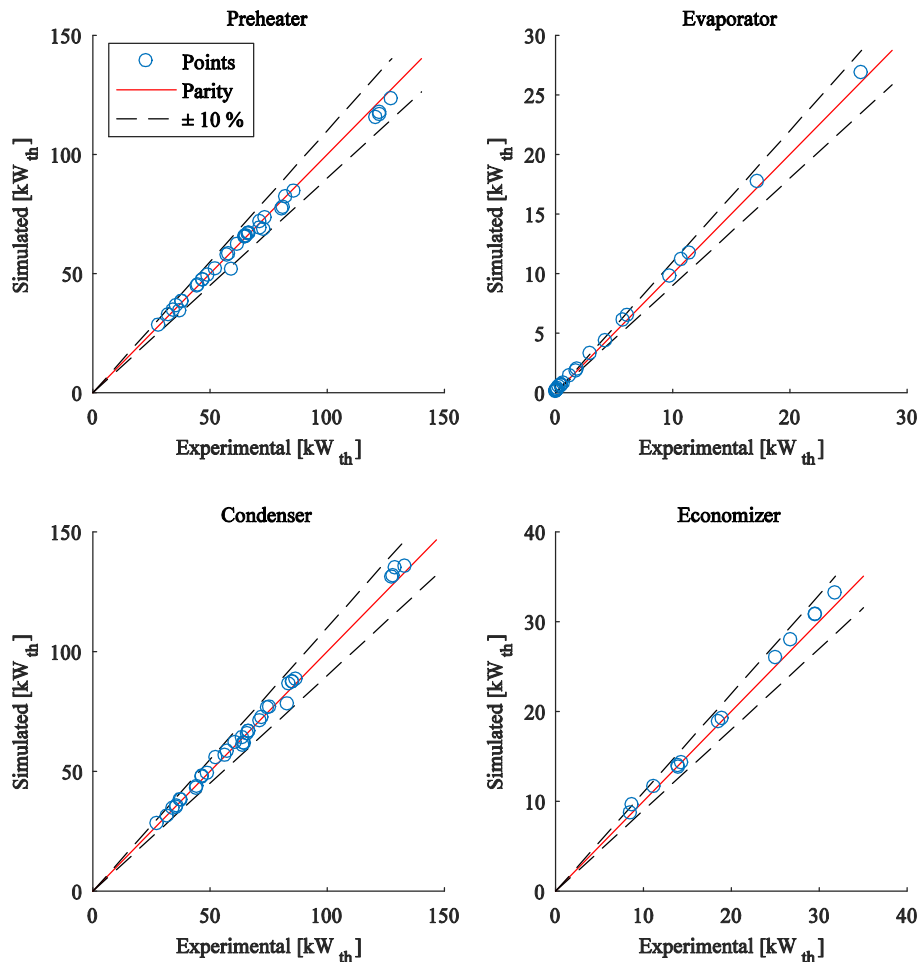 Preheater
150
100
50
0
Simulated [kW th]
Points
Parity
± 10 %
0 50 100 150
Experimental [kW th]
Evaporator
30
25
20
15
10
5
0
Simulated [kW th]
0 10 20 30
Experimental [kW th]
Condenser
150
100
50
0
Simulated [kW th]
0 50 100 150
Experimental [kW th]
Economizer
40
30
20
10
0
Simulated [kW th]
0 10 20 30 40
Experimental [kW th]